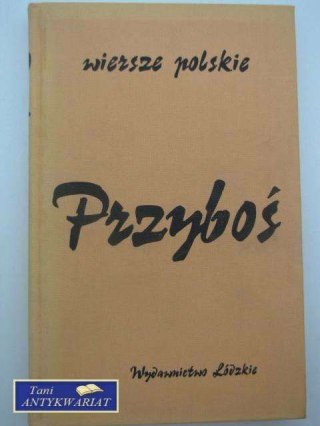 wiersze polskie
Przyboś
Wydawnictwo Łódzkie
Tani
ANTYKWARIAT